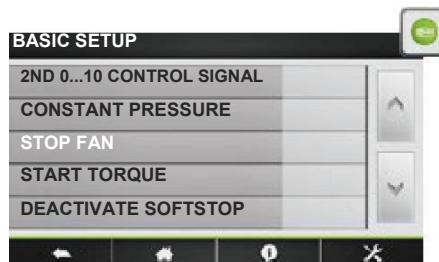 BASIC SETUP
2ND 0...10 CONTROL SIGNAL
CONSTANT PRESSURE
STOP FAN
START TORQUE
DEACTIVATE SOFTSTOP